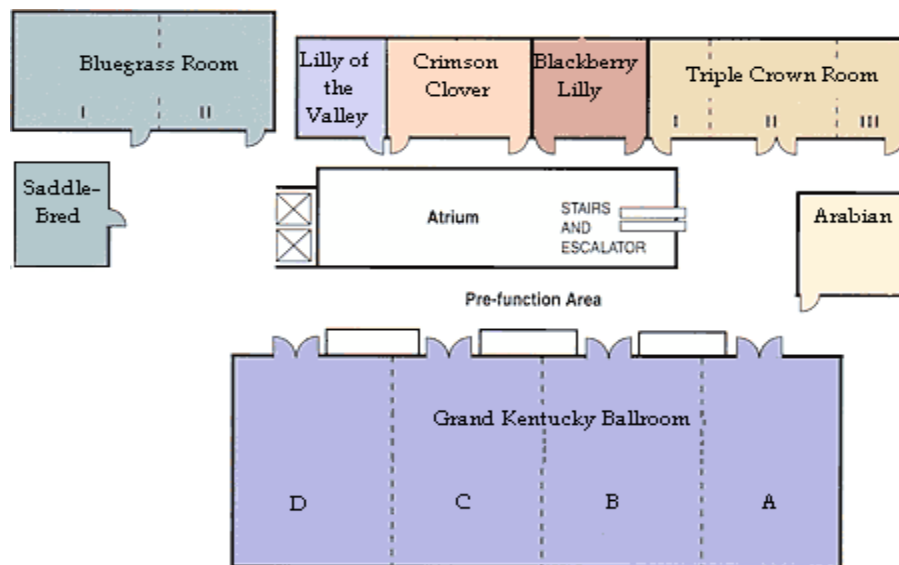 Bluegrass Room
I
II
Lilly of
the
Valley
Crimson
Clover
Blackberry
Lilly
Triple Crown Room
I
II
III
Saddle-
Bred
Atrium
STAIRS
AND
ESCALATOR
Arabian
Pre-function Area
Grand Kentucky Ballroom
D
C
B
A